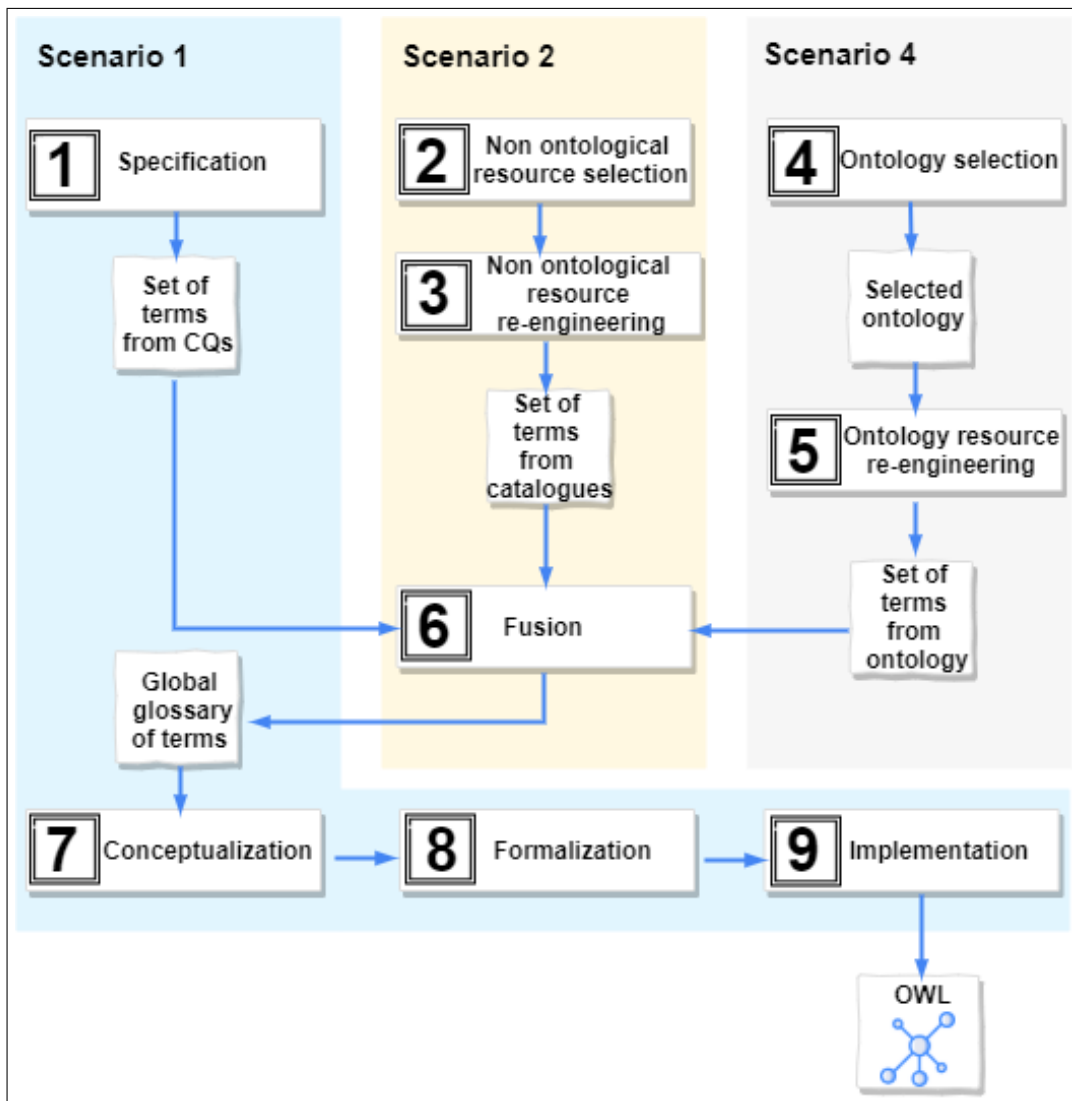 Scenario 1
1
Specification
Set of
terms
from CQs
Global
glossary
of terms
Scenario 2
2
Non ontological
resource selection
3
Non ontological
resource
re-engineering
Set of
terms
from
catalogues
6
Fusion
Scenario 4
4
Ontology selection
Selected
ontology
5
Ontology resource
re-engineering
Set of
terms
from
ontology
7
Conceptualization
8
Formalization
9
Implementation
OWL